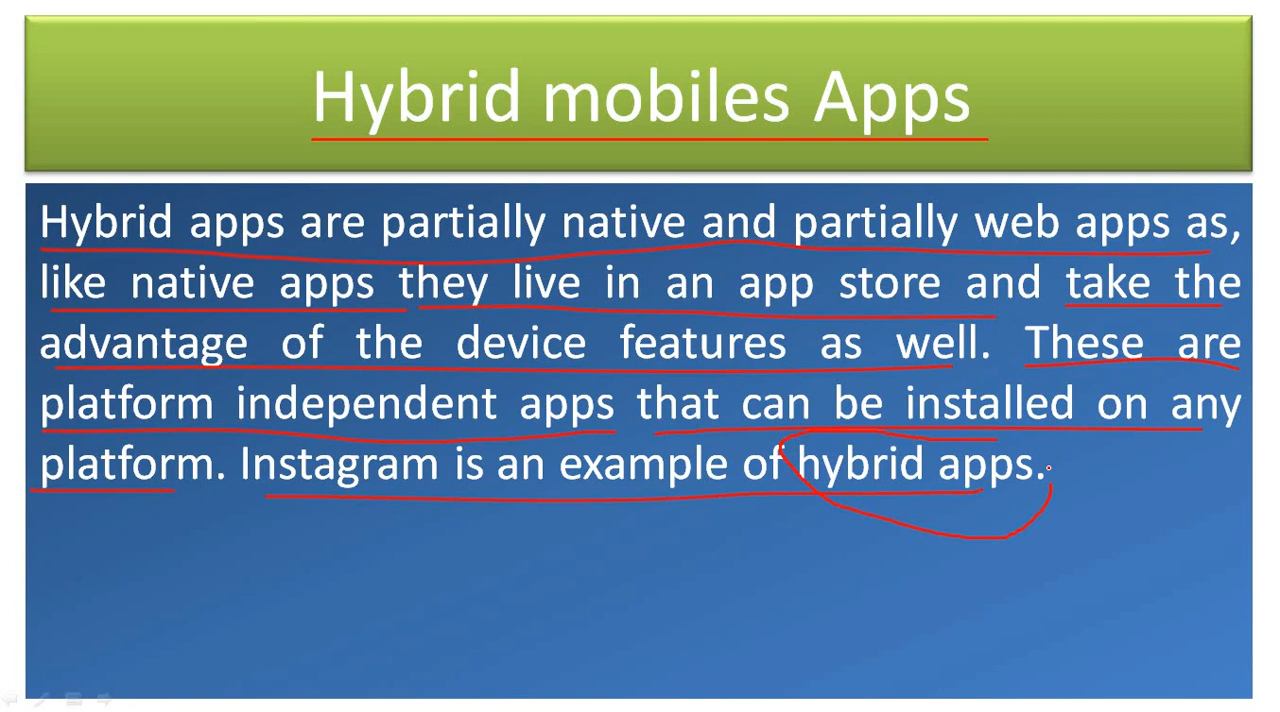 Hybrid mobiles Apps
Hybrid apps are partially native and partially web apps as,
like native apps they live in an app store and take the
advantage of the device features as well. These are
platform independent apps that can be installed on any
platform. Instagram is an example of hybrid apps.